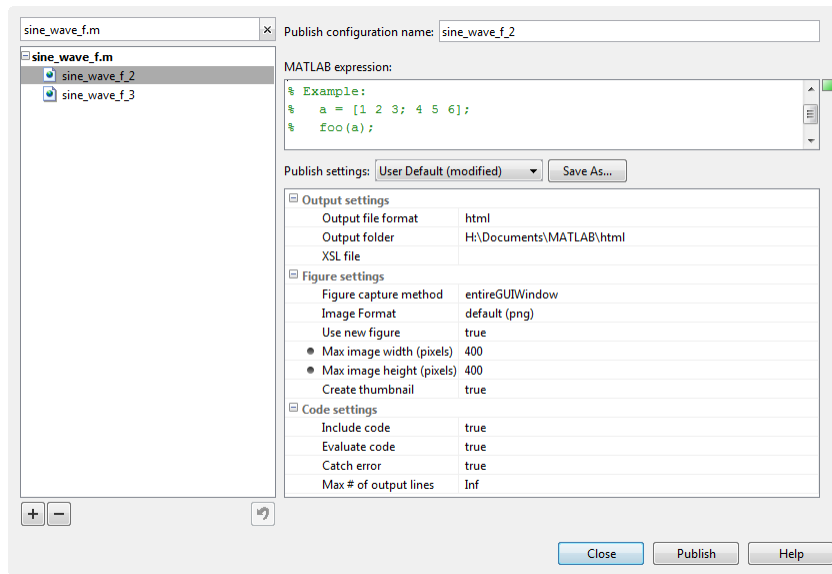 sine_wave_f.m
Publish configuration name: sine_wave_f_2
sine_wave_f.m
sine_wave_f_2
sine_wave_f_3
MATLAB expression:
% Example:
%   a = [1 2 3; 4 5 6];
%   foo(a);
Publish settings: User Default (modified) Save As...
Output settings
Output file format html
Output folder H:\Documents\MATLAB\html
XSL file
Figure settings
Figure capture method entireGUIWindow
Image Format default (png)
Use new figure true
Max image width (pixels) 400
Max image height (pixels) 400
Create thumbnail true
Code settings
Include code true
Evaluate code true
Catch error true
Max # of output lines Inf
Close Publish Help